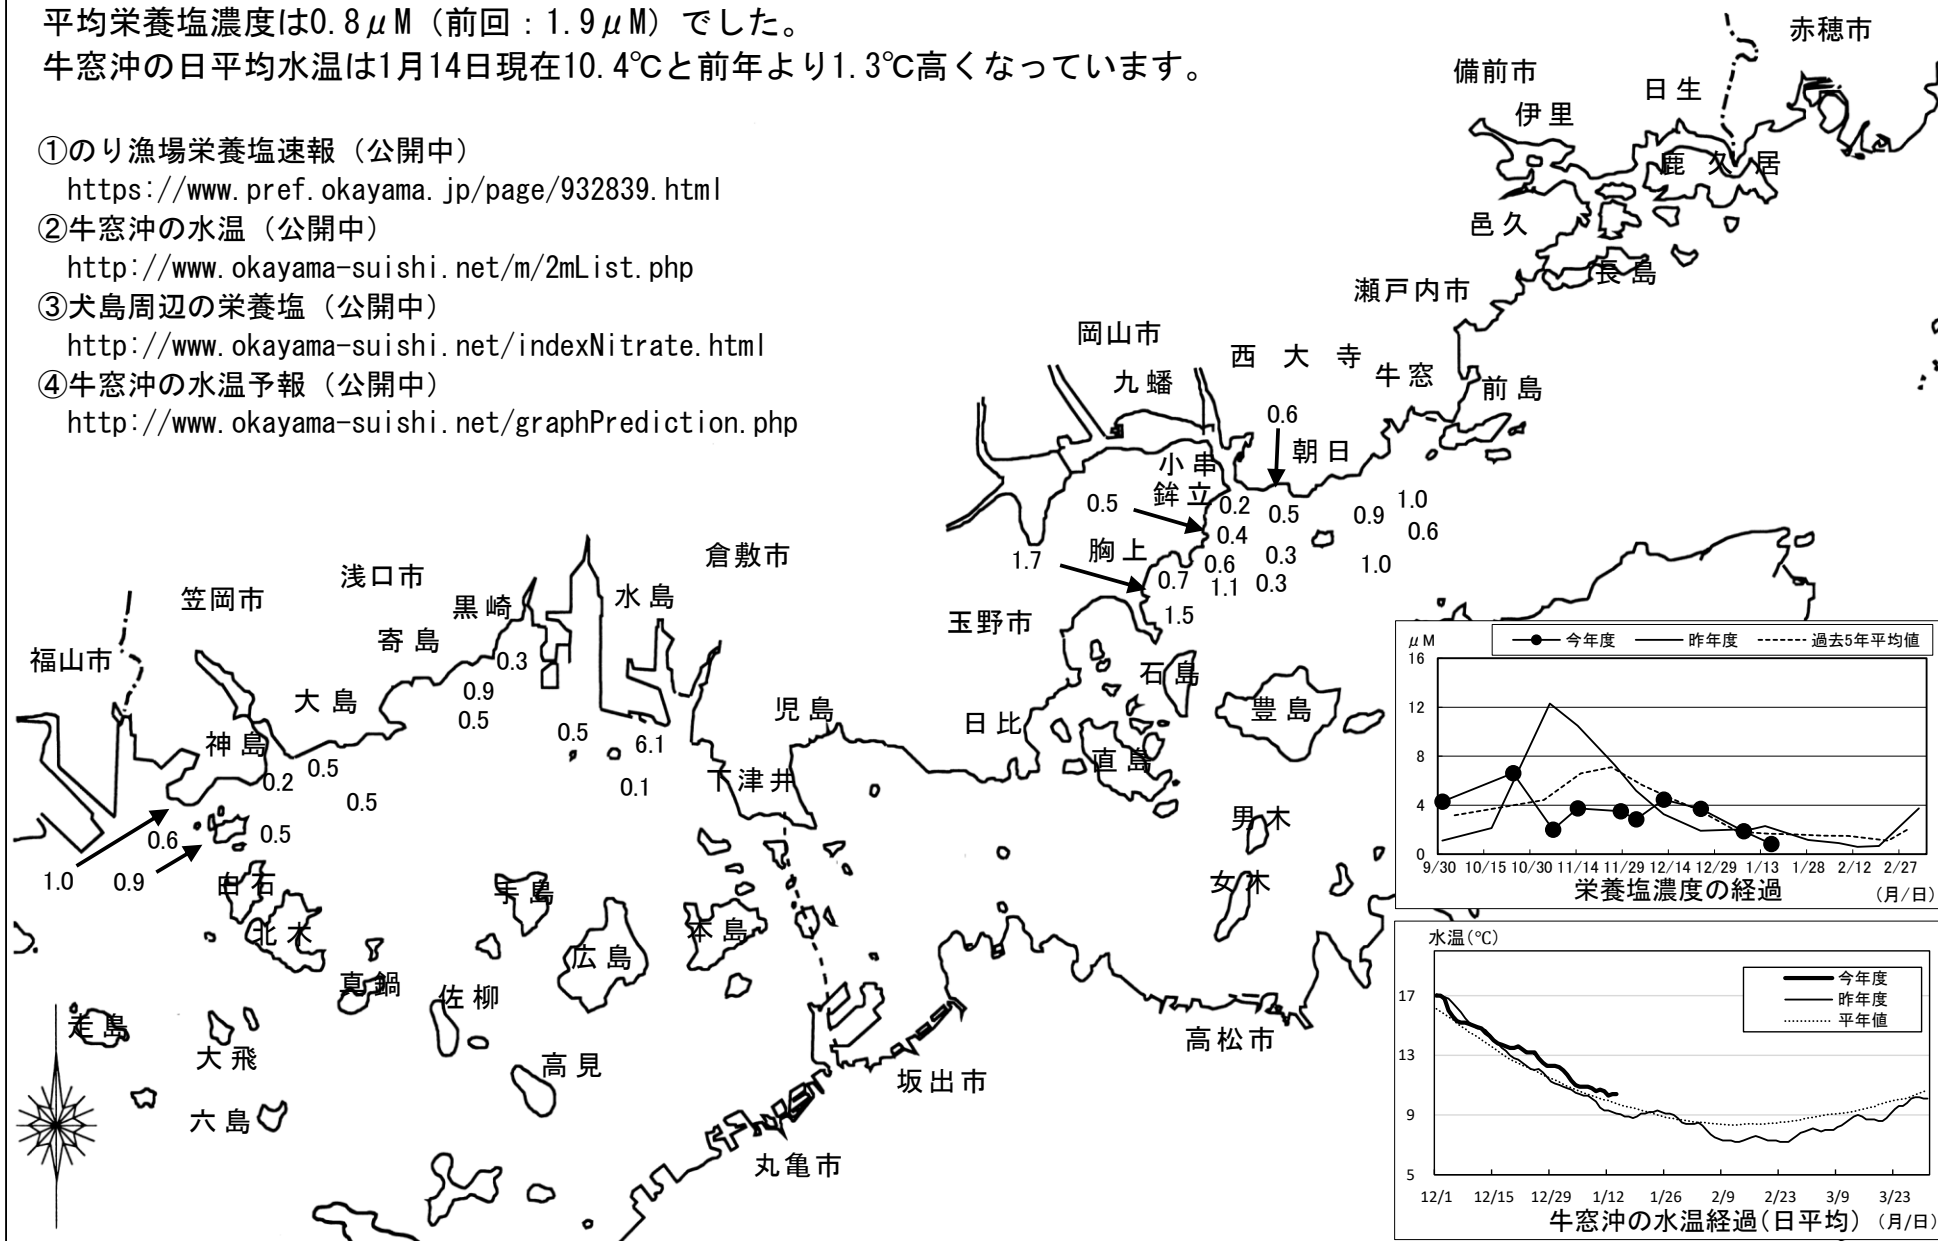 平均栄養塩濃度は0.8μM（前回：1.9μM）でした。
牛窓沖の日平均水温は1月14日現在10.4℃と前年より1.3℃高くなっています。
①のり漁場栄養塩速報（公開中）
https://www.pref.okayama.jp/page/932839.html
②牛窓沖の水温（公開中）
http://www.okayama-suishi.net/m/2mList.php
③犬島周辺の栄養塩（公開中）
http://www.okayama-suishi.net/indexNitrate.html
④牛窓沖の水温予報（公開中）
http://www.okayama-suishi.net/graphPrediction.php
赤穂市
備前市
日生
伊里
鹿久居
邑久
長島
瀬戸内市
岡山市
西大寺
九蟠
牛窓
前島
0.6
朝日
小串
鉾立
0.5
0.2
0.5
0.9
1.0
0.6
0.4
胸上
1.7
0.3
0.6
1.0
0.7
1.1
0.3
1.5
玉野市
倉敷市
浅口市
笠岡市
黒崎
水島
寄島
福山市
0.3
大島
0.9
0.5
神島
0.5
6.1
0.5
0.2
0.1
0.5
下津井
児島
日比
石島
豊島
直島
0.6
0.5
1.0
0.9
男木
女木
白石
北木
手島
本島
広島
真鍋
佐柳
走島
大飛
高見
六島
高松市
坂出市
丸亀市
μM
今年度
昨年度
過去5年平均値
16
12
8
4
0
9/30 10/15 10/30 11/14 11/29 12/14 12/29 1/13 1/28 2/12 2/27
栄養塩濃度の経過
(月/日)
水温(℃)
今年度
昨年度
平年値
17
13
9
5
12/1 12/15 12/29 1/12 1/26 2/9 2/23 3/9 3/23
牛窓沖の水温経過(日平均)
(月/日)